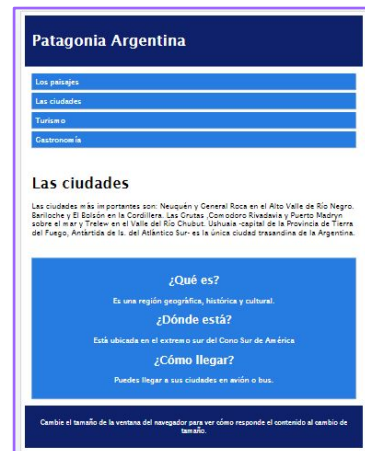 Patagonia Argentina
Los paisajes
Las ciudades
Turismo
Gastronomía
Las ciudades
Las ciudades más importantes son: Neuquén y General Roca en el Alto Valle de Río Negro.
Bariloche y El Bolsón en la Cordillera. Las Grutas ,Comodoro Rivadavia y Puerto Madryn
sobre el mar y Trelew en el Valle del Río Chubut. Ushuaia -capital de la Provincia de Tierra
del Fuego, Antártida de Is. del Atlántico Sur- es la única ciudad trasandina de la Argentina.
¿Qué es?
Es una región geográfica, histórica y cultural.
¿Dónde está?
Está ubicada en el extremo sur del Cono Sur de América
¿Cómo llegar?
Puedes llegar a sus ciudades en avión o bus.
Cambie el tamaño de la ventana del navegador para ver cómo responde el contenido al cambio de
tamaño.